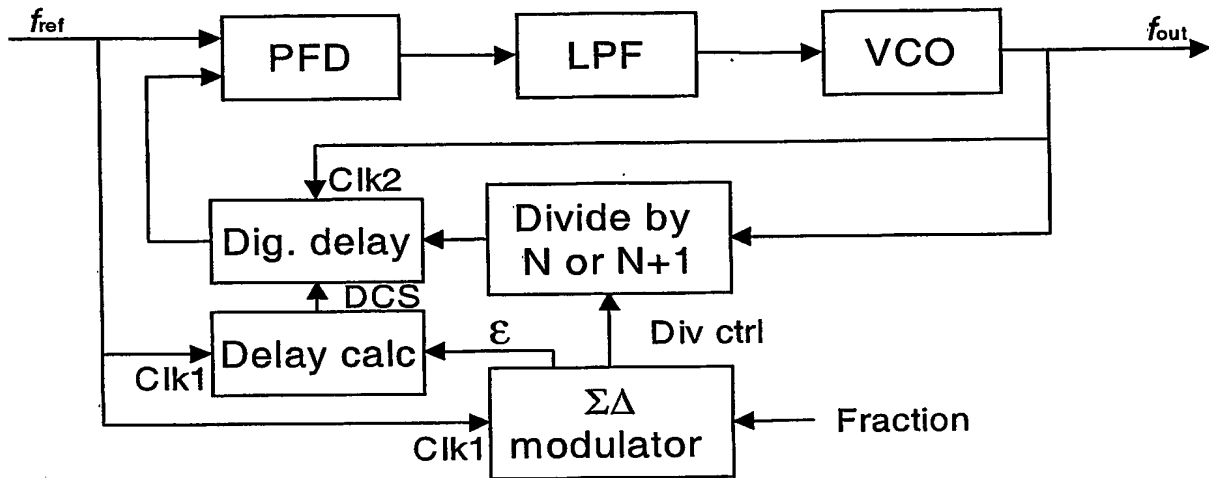 fref
PFD
LPF
VCO
fout
Clk2
Dig. delay
Divide by
N or N+1
DCS
Delay calc
ε
Div ctrl
Clk1
ΣΔ
modulator
Fraction
Clk1